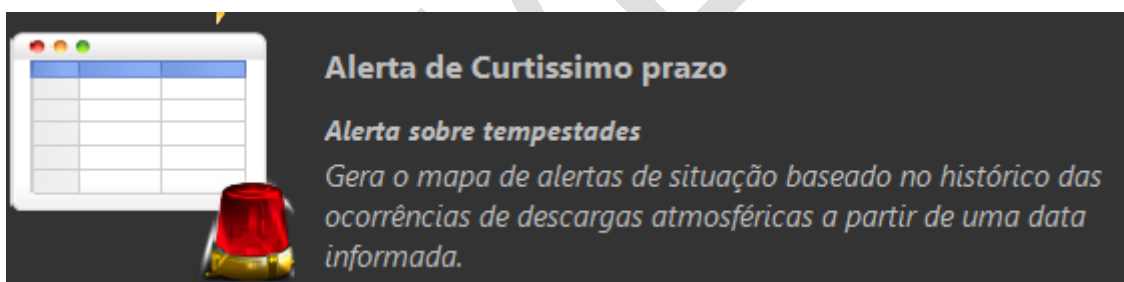 Alerta de Curtissimo prazo
Alerta sobre tempestades
Gera o mapa de alertas de situação baseado no histórico das
ocorrências de descargas atmosféricas a partir de uma data
informada.